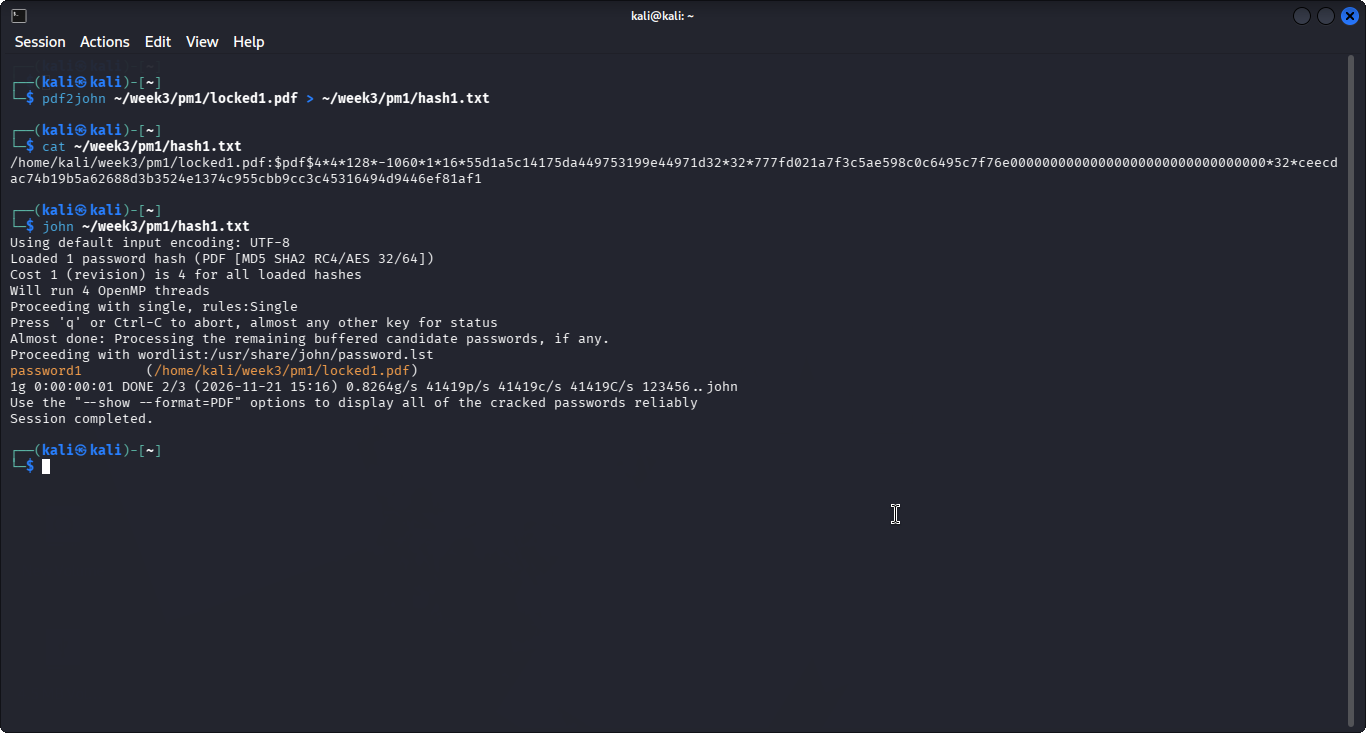 kali@kali: ~
Session Actions Edit View Help
┌──(kali㉿kali)-[~]
└─$ pdf2john ~/week3/pm1/locked1.pdf > ~/week3/pm1/hash1.txt
┌──(kali㉿kali)-[~]
└─$ cat ~/week3/pm1/hash1.txt
/home/kali/week3/pm1/locked1.pdf:$pdf$4*4*128*-1060*1*16*55d1a5c14175da449753199e44971d32*32*777fd021a7f3c5ae598c0c6495c7f76e00000000000000000000000000000000*32*ceecd
ac74b19b5a62688d3b3524e1374c955cbb9cc3c45316494d9446ef81af1
┌──(kali㉿kali)-[~]
└─$ john ~/week3/pm1/hash1.txt
Using default input encoding: UTF-8
Loaded 1 password hash (PDF [MD5 SHA2 RC4/AES 32/64])
Cost 1 (revision) is 4 for all loaded hashes
Will run 4 OpenMP threads
Proceeding with single, rules:Single
Press 'q' or Ctrl-C to abort, almost any other key for status
Almost done: Processing the remaining buffered candidate passwords, if any.
Proceeding with wordlist:/usr/share/john/password.lst
password1        (/home/kali/week3/pm1/locked1.pdf)
1g 0:00:00:01 DONE 2/3 (2026-11-21 15:16) 0.8264g/s 41419p/s 41419c/s 41419C/s 123456..john
Use the "--show --format=PDF" options to display all of the cracked passwords reliably
Session completed.
┌──(kali㉿kali)-[~]
└─$